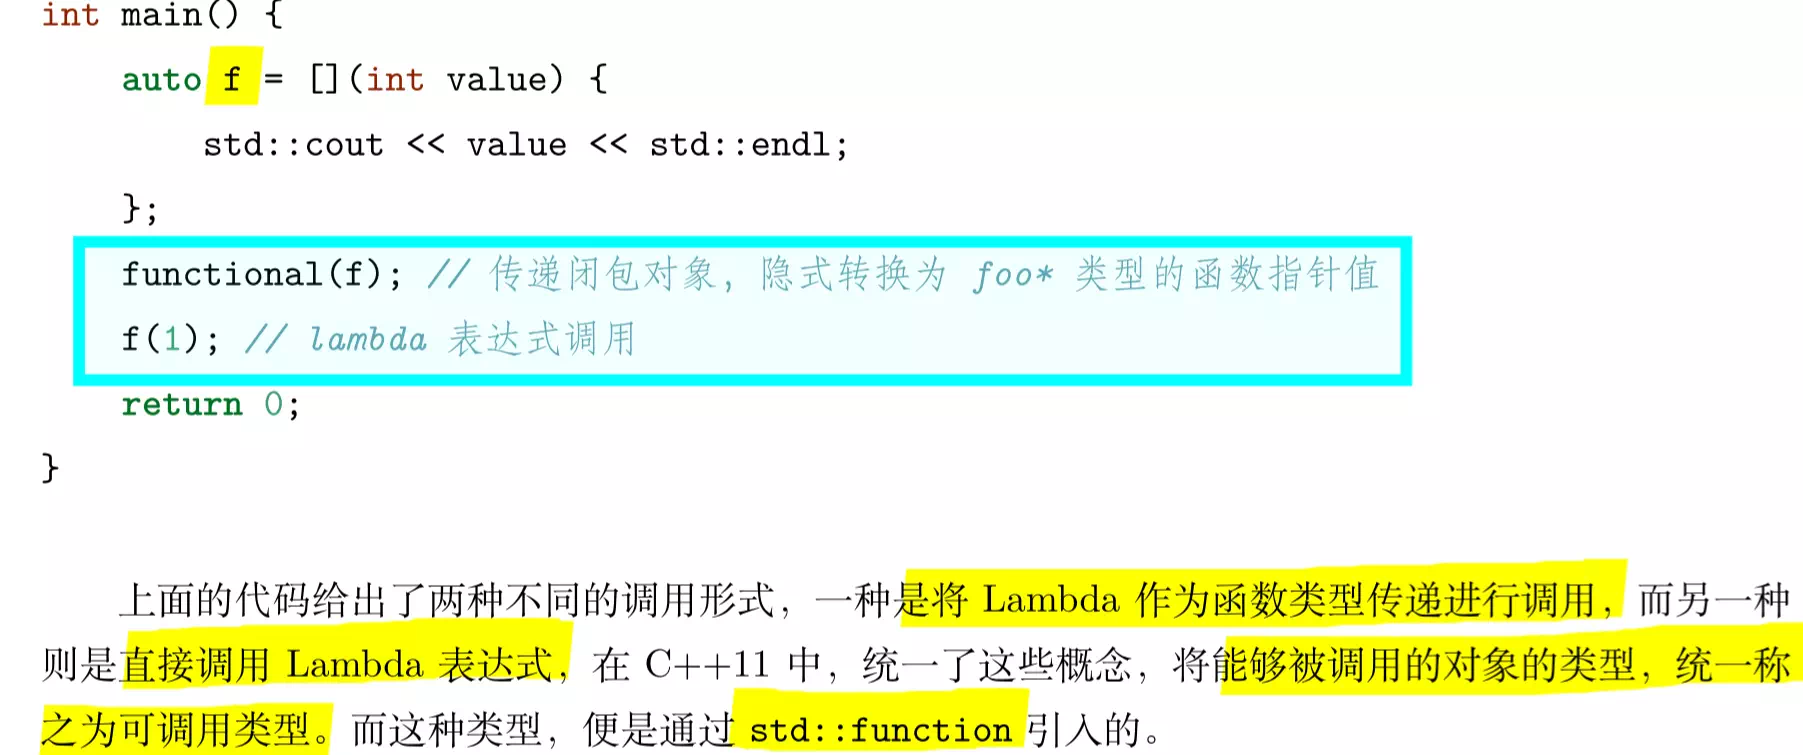 int main() {
auto f = [](int value) {
std::cout << value << std::endl;
};
functional(f); // 传递闭包对象，隐式转换为 foo* 类型的函数指针值
f(1); // lambda 表达式调用
return 0;
}
上面的代码给出了两种不同的调用形式，一种是将 Lambda 作为函数类型传递进行调用，而另一种
则是直接调用 Lambda 表达式，在 C++11 中，统一了这些概念，将能够被调用的对象的类型，统一称
之为可调用类型。而这种类型，便是通过 std::function 引入的。